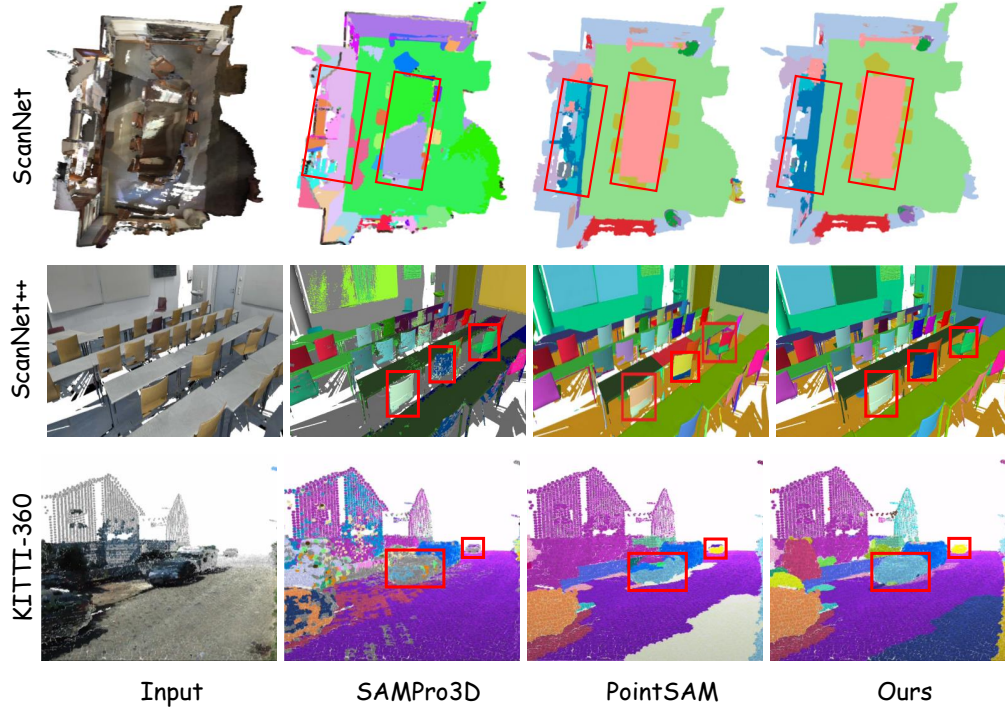 ScanNet
ScanNet++
KITTI-360
Input
SAMPro3D
PointSAM
Ours